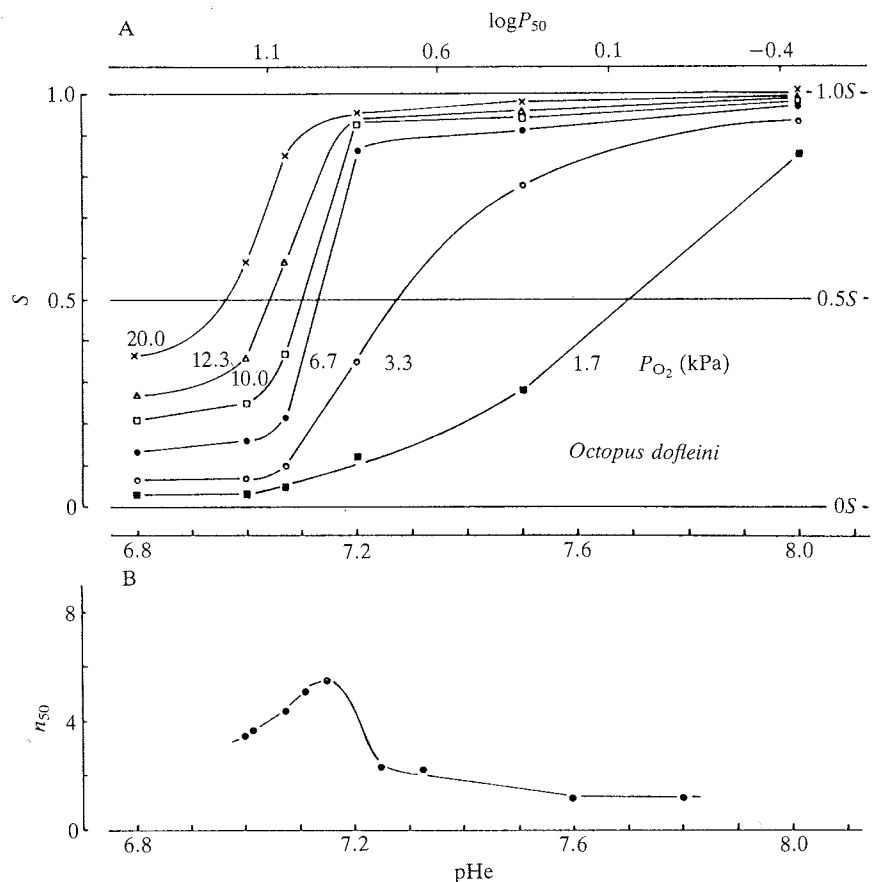 A
logP50
1.1 0.6 0.1 −0.4
1.0
1.0S
S
0.5
0.5S
20.0
12.3
10.0
6.7
3.3
1.7
PO2 (kPa)
Octopus dofleini
0
0S
6.8 7.2 7.6 8.0
B
8
n50
4
0
6.8 7.2 7.6 8.0
pHe